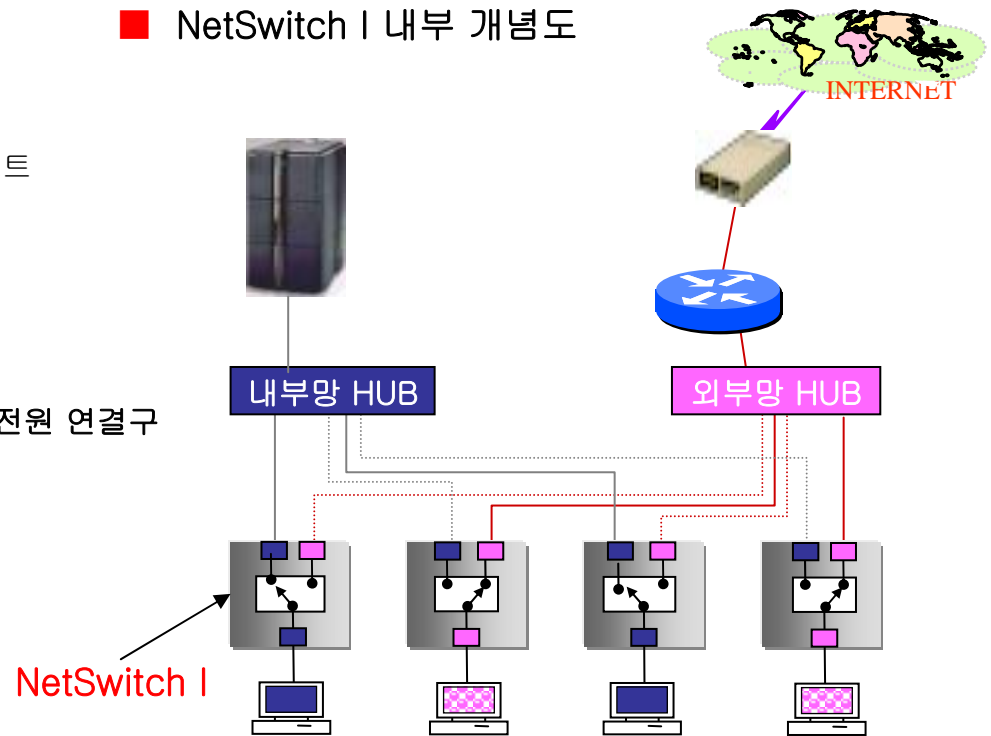 ■ NetSwitch I 내부 개념도
INTERNET
트
내부망 HUB
외부망 HUB
전원 연결구
NetSwitch I